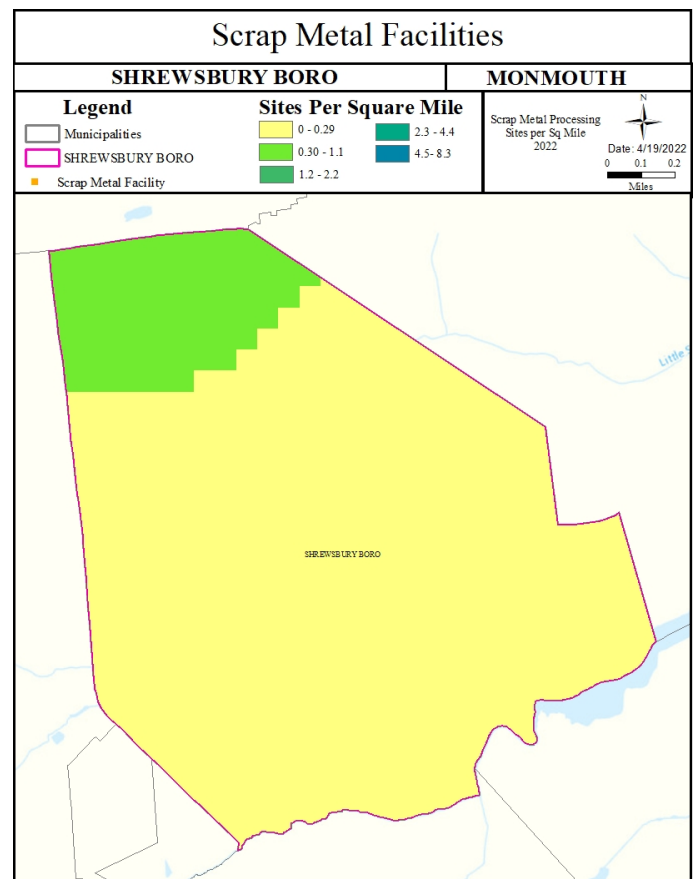 Scrap Metal Facilities
SHREWSBURY BORO
MONMOUTH
Legend
Municipalities
SHREWSBURY BORO
Scrap Metal Facility
Sites Per Square Mile
0 - 0.29
0.30 - 1.1
1.2 - 2.2
2.3 - 4.4
4.5- 8.3
Scrap Metal Processing
Sites per Sq Mile
2022
N
Date: 4/19/2022
0 0.1 0.2
Miles
Little
SHREWSBURY BORO